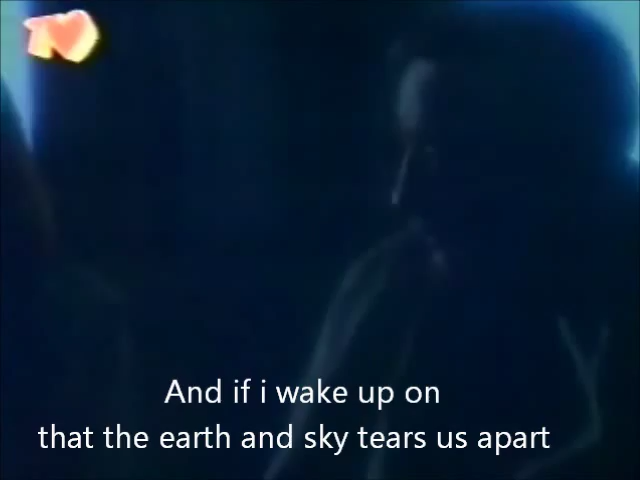 And if i wake up on
that the earth and sky tears us apart